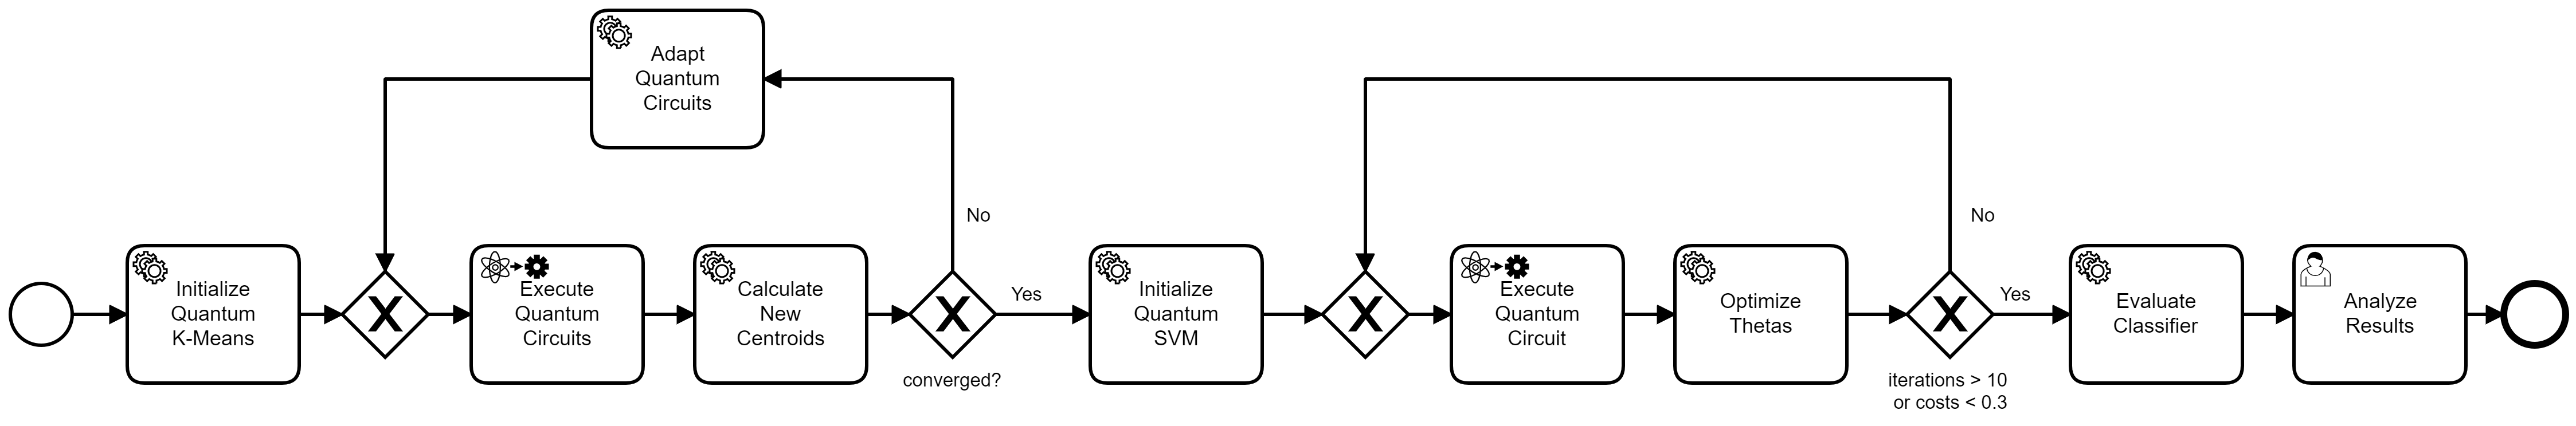 Adapt
Quantum
Circuits
No
No
Initialize
Quantum
K-Means
X
Execute
Quantum
Circuits
Calculate
New
Centroids
X
converged?
Yes
Initialize
Quantum
SVM
X
Execute
Quantum
Circuit
Optimize
Thetas
X
iterations > 10
or costs < 0.3
Yes
Evaluate
Classifier
Analyze
Results